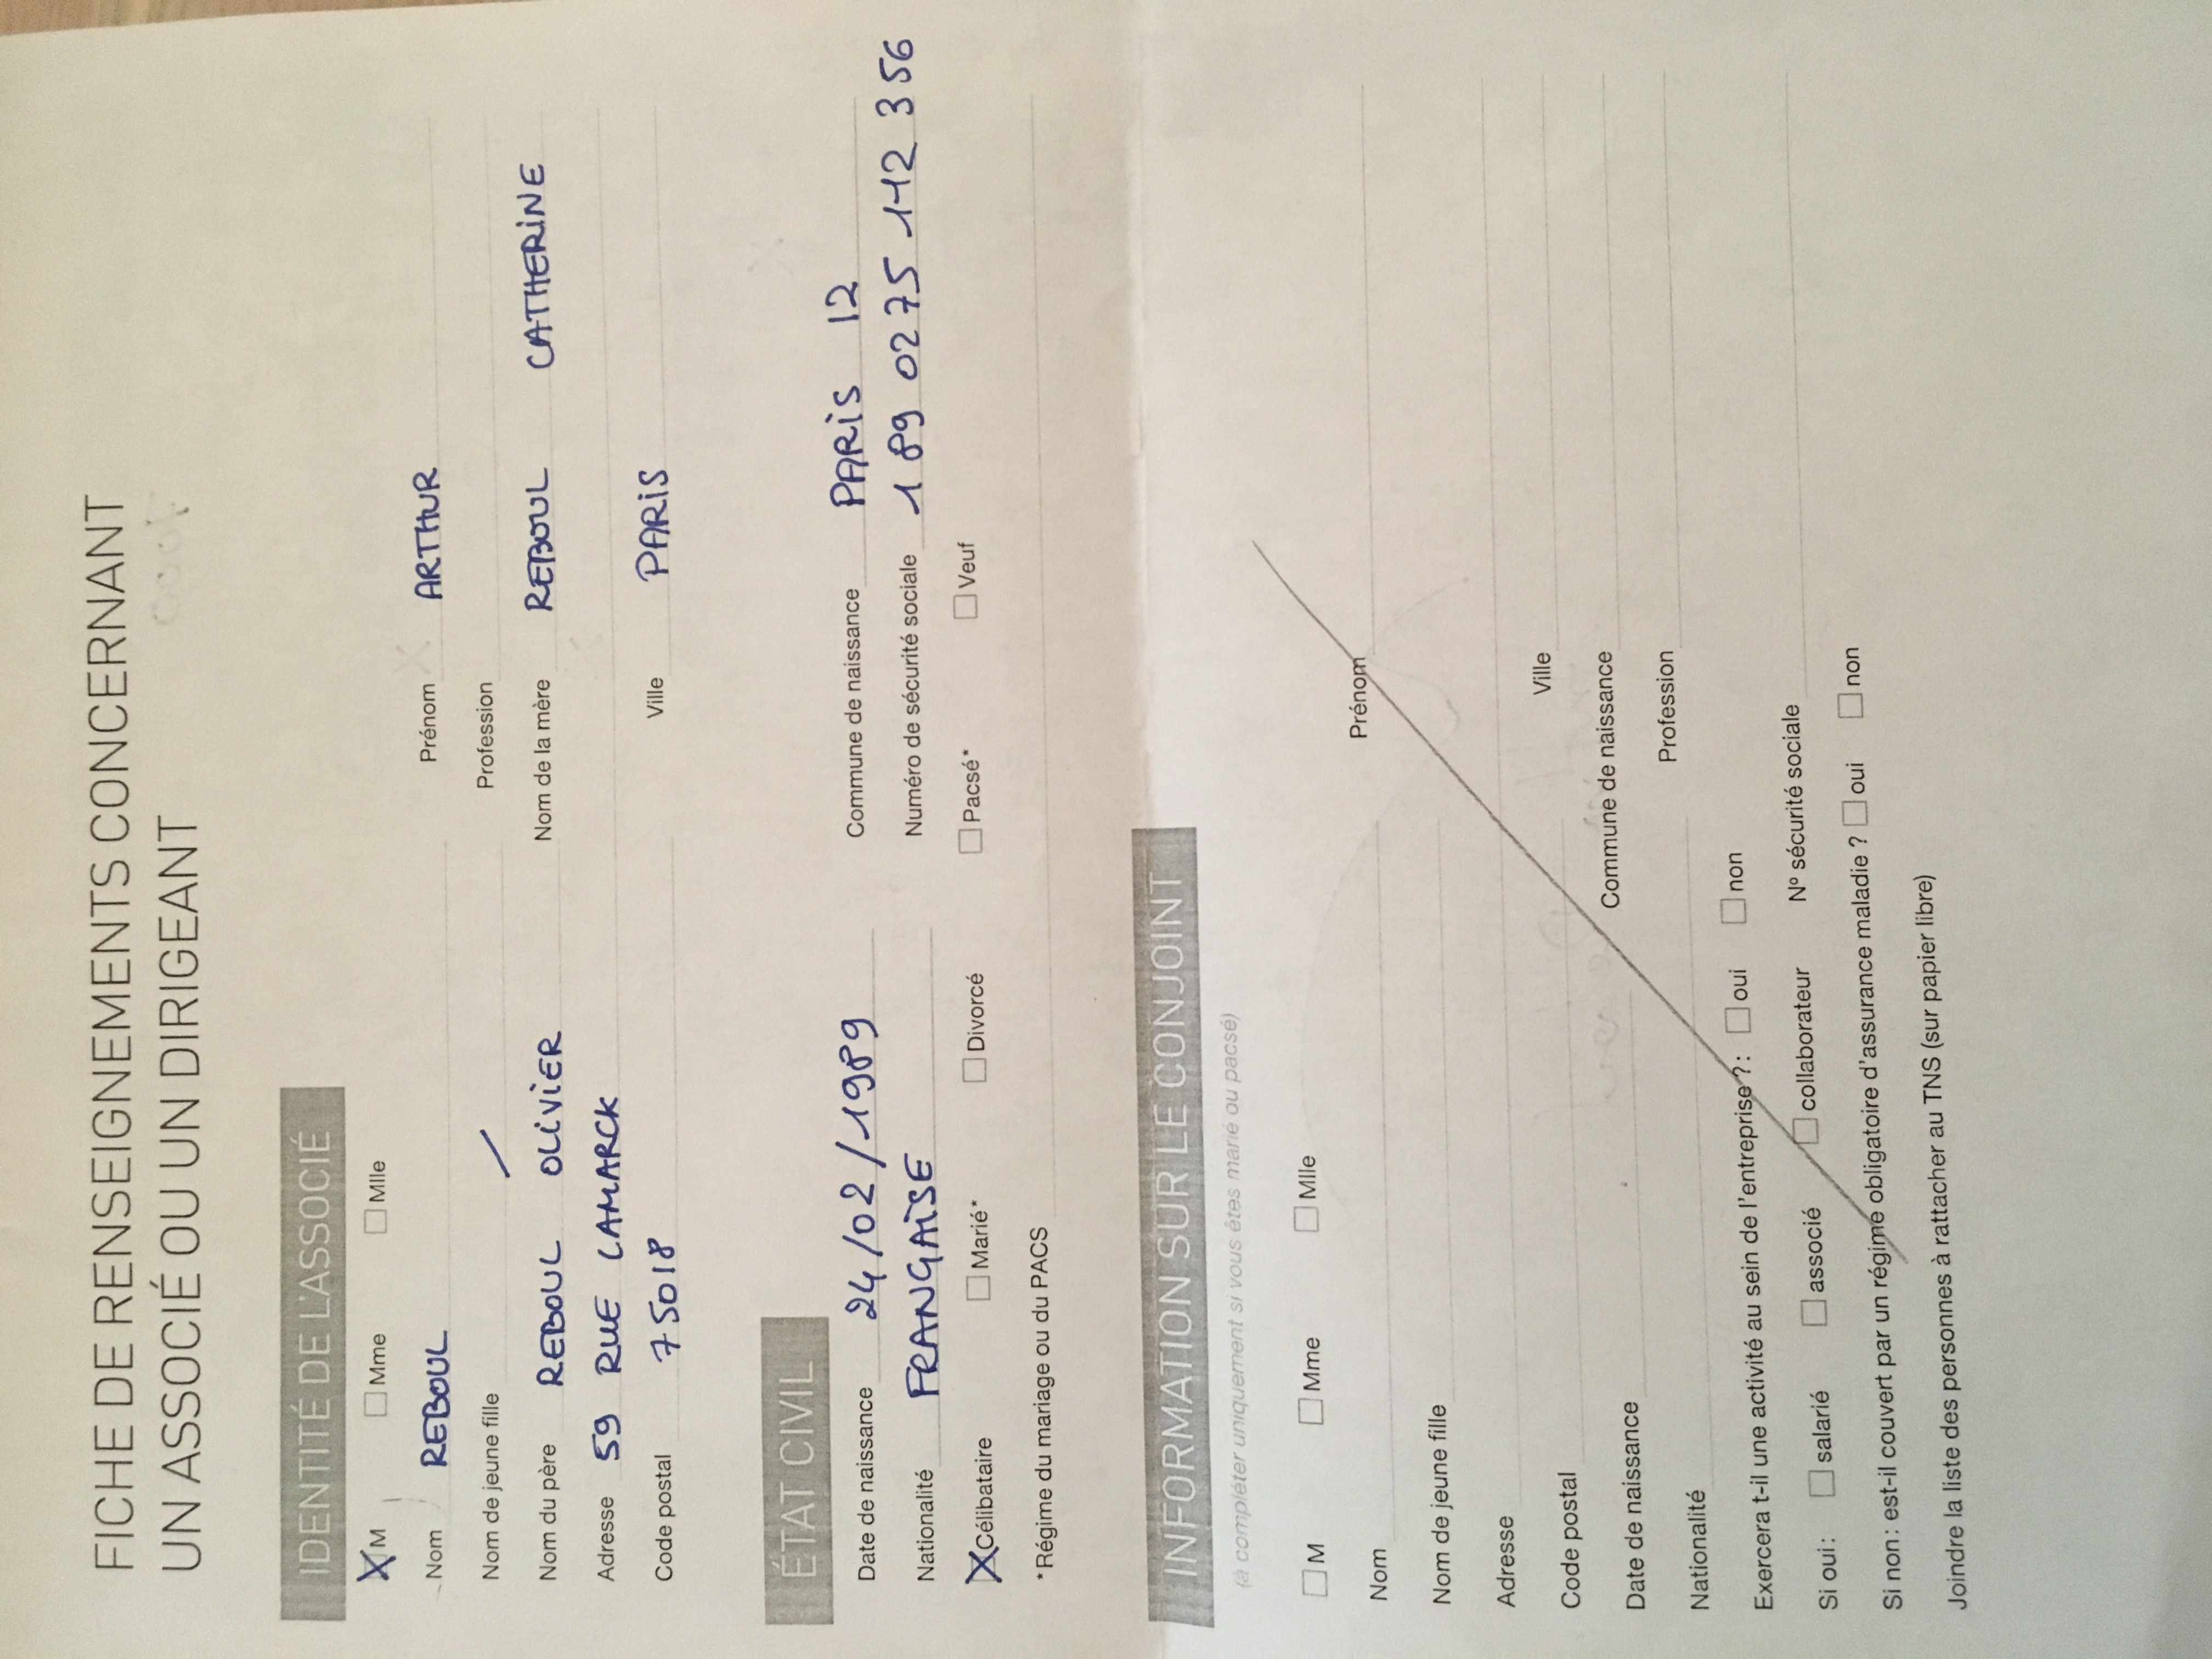 FICHE DE RENSEIGNEMENTS CONCERNANT
UN ASSOCIÉ OU UN DIRIGEANT
IDENTITÉ DE L'ASSOCIÉ
X M Mme Mlle
Nom REBOUL Prénom ARTHUR
Nom de jeune fille / Profession
Nom du père REBOUL OLIVIER Nom de la mère REBOUL CATHERINE
Adresse 59 RUE LAMARCK
Code postal 75018 Ville PARIS
ÉTAT CIVIL
Date de naissance 24/02/1989 Commune de naissance PARIS 12
Nationalité FRANÇAISE Numéro de sécurité sociale 1 89 0275 112 356
X Célibataire Marié* Divorcé Pacsé* Veuf
*Régime du mariage ou du PACS
INFORMATION SUR LE CONJOINT
(à compléter uniquement si vous êtes marié ou pacsé)
M Mme Mlle
Nom Prénom
Nom de jeune fille
Adresse
Code postal Ville
Date de naissance Commune de naissance
Nationalité Profession
Exercera t-il une activité au sein de l'entreprise ?: oui non
Si oui: salarié associé collaborateur Nº sécurité sociale
Si non: est-il couvert par un régime obligatoire d'assurance maladie ? oui non
Joindre la liste des personnes à rattacher au TNS (sur papier libre)